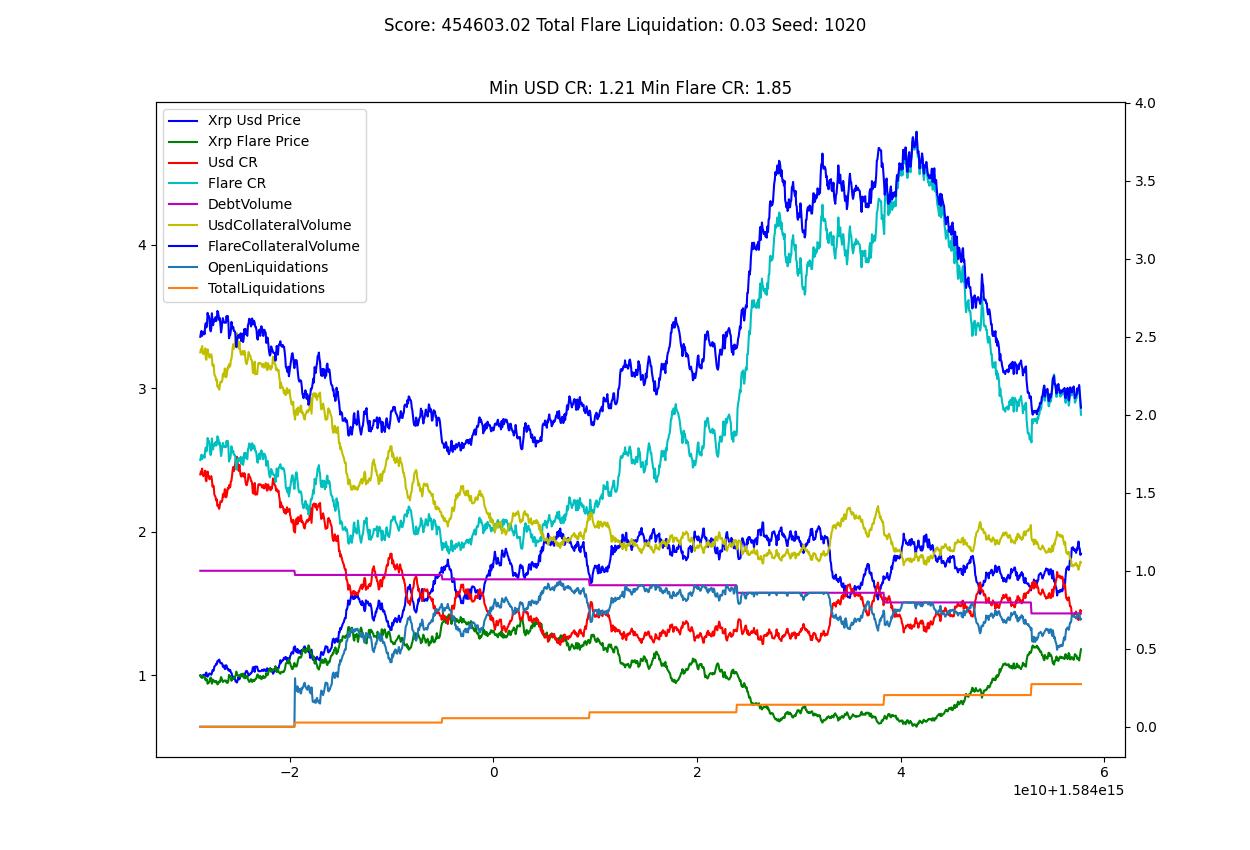 Score: 454603.02 Total Flare Liquidation: 0.03 Seed: 1020
Min USD CR: 1.21 Min Flare CR: 1.85
Xrp Usd Price
Xrp Flare Price
Usd CR
Flare CR
DebtVolume
UsdCollateralVolume
FlareCollateralVolume
OpenLiquidations
TotalLiquidations
4
3
2
1
4.0
3.5
3.0
2.5
2.0
1.5
1.0
0.5
0.0
−2 0 2 4 6
1e10+1.584e15